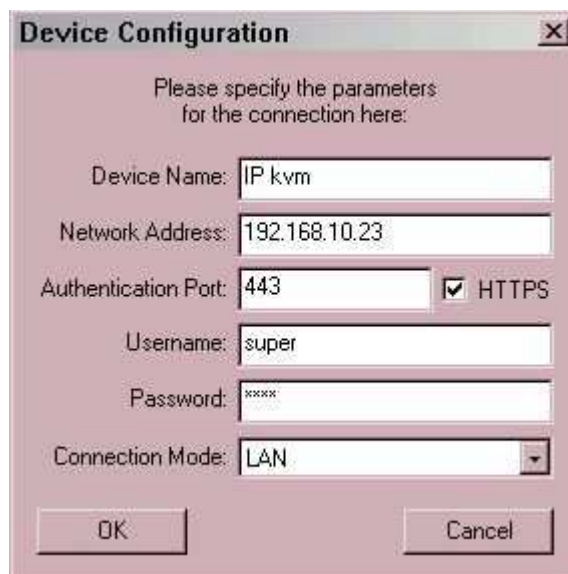 Device Configuration
Please specify the parameters
for the connection here:
Device Name: IP kvm
Network Address: 192.168.10.23
Authentication Port: 443 HTTPS
Username: super
Password: ****
Connection Mode: LAN
OK Cancel